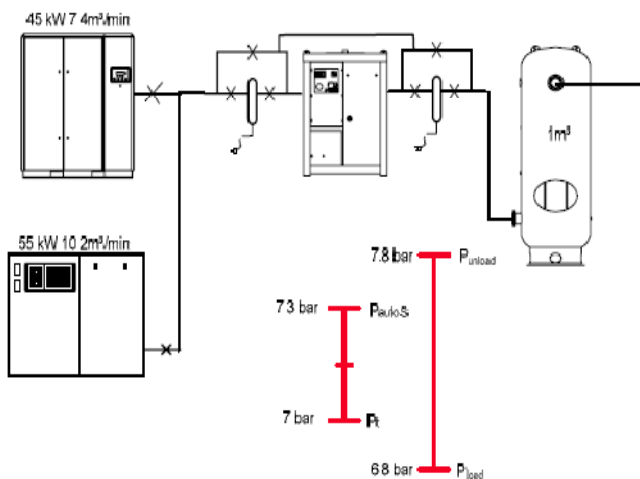 45 kW 7 4m³/min
1m³
55 kW 10 2m³/min
7.8 bar Punload
7 3 bar PautoS
7 bar Pt
6 8 bar Pload